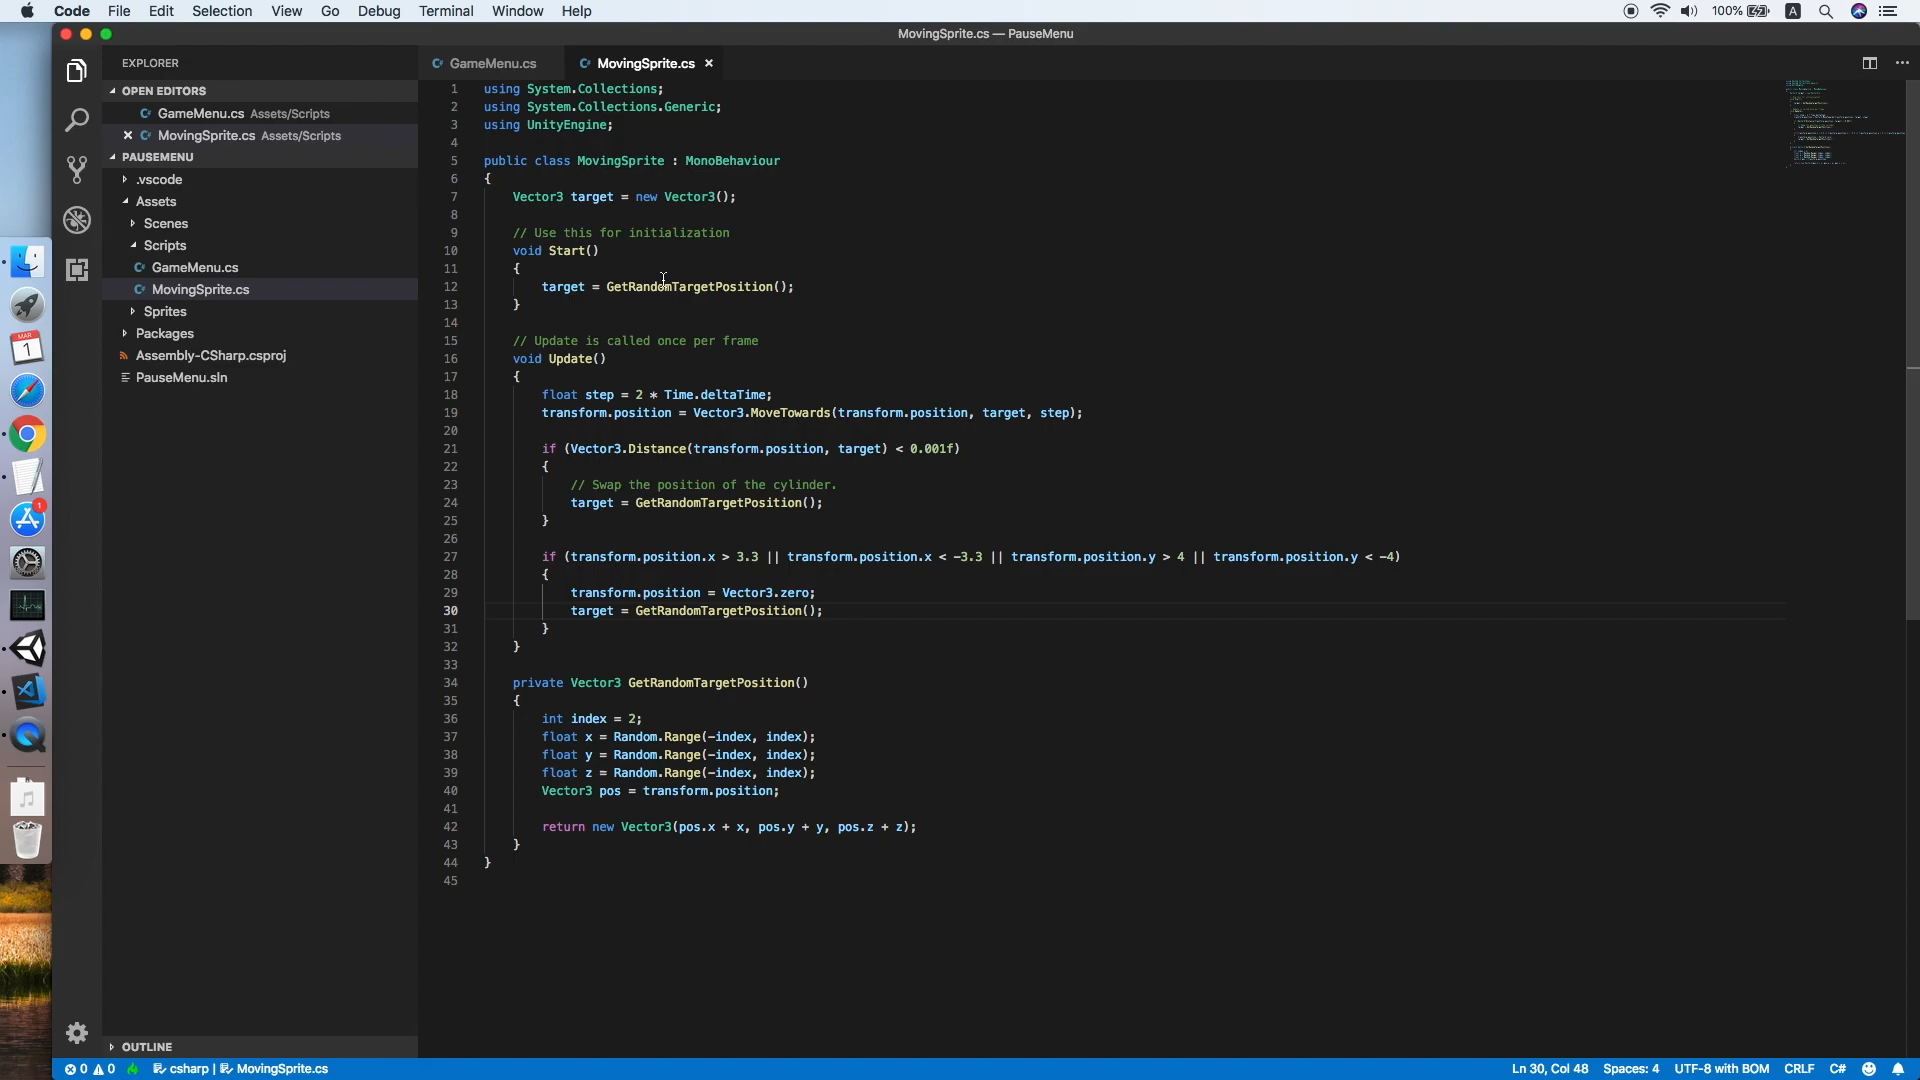 Code File Edit Selection View Go Debug Terminal Window Help 100% A
MovingSprite.cs — PauseMenu
EXPLORER
OPEN EDITORS
GameMenu.cs Assets/Scripts
MovingSprite.cs Assets/Scripts
PAUSEMENU
.vscode
Assets
Scenes
Scripts
GameMenu.cs
MovingSprite.cs
Sprites
Packages
Assembly-CSharp.csproj
PauseMenu.sln
OUTLINE
MAR
1
1
GameMenu.cs MovingSprite.cs
1 using System.Collections;
2 using System.Collections.Generic;
3 using UnityEngine;
4
5 public class MovingSprite : MonoBehaviour
6 {
7 Vector3 target = new Vector3();
8
9 // Use this for initialization
10 void Start()
11 {
12 target = GetRandomTargetPosition();
13 }
14
15 // Update is called once per frame
16 void Update()
17 {
18 float step = 2 * Time.deltaTime;
19 transform.position = Vector3.MoveTowards(transform.position, target, step);
20
21 if (Vector3.Distance(transform.position, target) < 0.001f)
22 {
23 // Swap the position of the cylinder.
24 target = GetRandomTargetPosition();
25 }
26
27 if (transform.position.x > 3.3 || transform.position.x < -3.3 || transform.position.y > 4 || transform.position.y < -4)
28 {
29 transform.position = Vector3.zero;
30 target = GetRandomTargetPosition();
31 }
32 }
33
34 private Vector3 GetRandomTargetPosition()
35 {
36 int index = 2;
37 float x = Random.Range(-index, index);
38 float y = Random.Range(-index, index);
39 float z = Random.Range(-index, index);
40 Vector3 pos = transform.position;
41
42 return new Vector3(pos.x + x, pos.y + y, pos.z + z);
43 }
44 }
45
0 0 csharp | MovingSprite.cs Ln 30, Col 48 Spaces: 4 UTF-8 with BOM CRLF C#